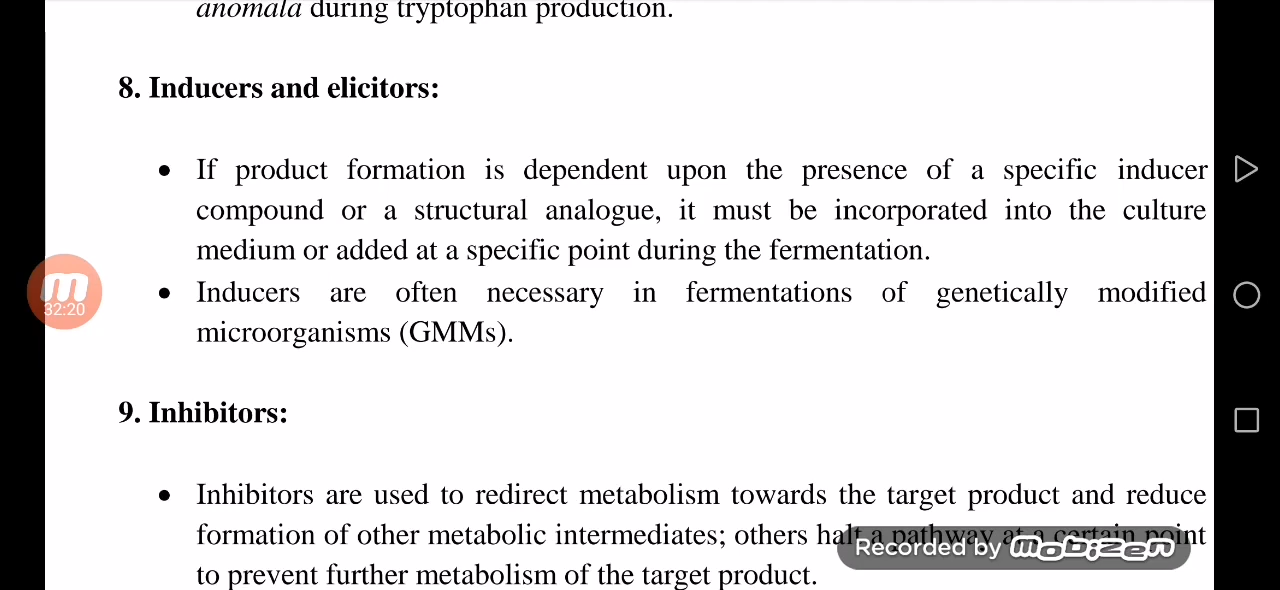 anomala during tryptophan production.
8. Inducers and elicitors:
• If product formation is dependent upon the presence of a specific inducer
compound or a structural analogue, it must be incorporated into the culture
medium or added at a specific point during the fermentation.
• Inducers are often necessary in fermentations of genetically modified
microorganisms (GMMs).
32:20
9. Inhibitors:
• Inhibitors are used to redirect metabolism towards the target product and reduce
formation of other metabolic intermediates; others halt a pathway at a certain point
to prevent further metabolism of the target product.
Recorded by mobizen